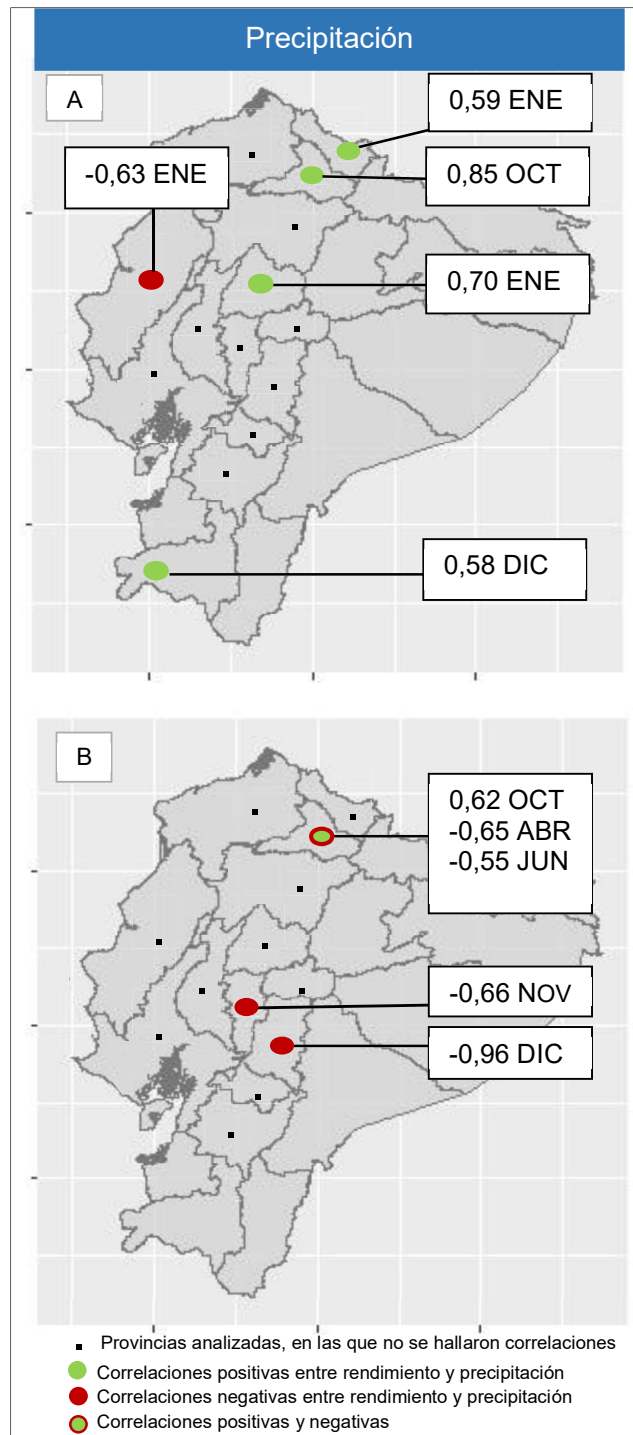 Precipitación
A
0,59 ENE
-0,63 ENE
0,85 OCT
0,70 ENE
0,58 DIC
B
0,62 OCT
-0,65 ABR
-0,55 JUN
-0,66 NOV
-0,96 DIC
Provincias analizadas, en las que no se hallaron correlaciones
Correlaciones positivas entre rendimiento y precipitación
Correlaciones negativas entre rendimiento y precipitación
Correlaciones positivas y negativas